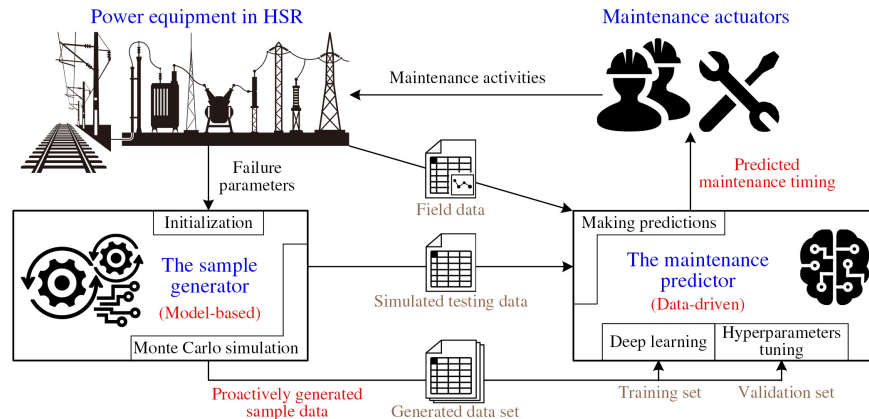 Power equipment in HSR
Maintenance actuators
Maintenance activities
Failure
parameters
Predicted
maintenance timing
Field data
Initialization
Making predictions
The sample
generator
(Model-based)
Simulated testing data
The maintenance
predictor
(Data-driven)
Monte Carlo simulation
Deep learning
Hyperparameters
tuning
Proactively generated
sample data
Generated data set
Training set
Validation set